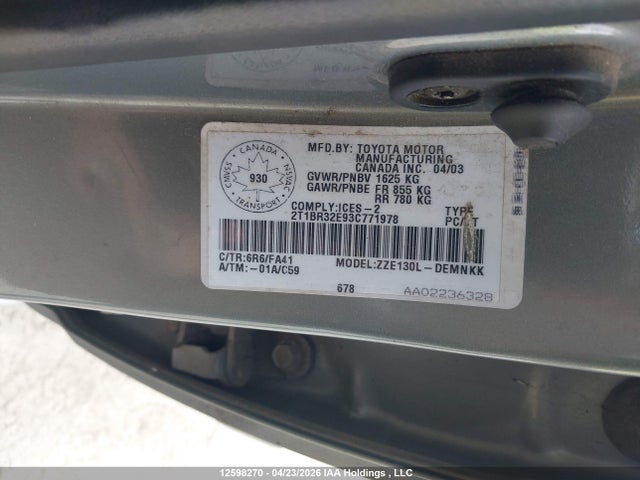 CANADA
CMVSS
NSVAC
930
TRANSPORT
MFD.BY: TOYOTA MOTOR
MANUFACTURING
CANADA INC. 04/03
GVWR/PNBV 1625 KG
GAWR/PNBE FR 855 KG
RR 780 KG
COMPLY:ICES-2 TYPE
2T1BR32E93C771978 PC/VT
C/TR:6R6/FA41 MODEL:ZZE130L-DEMNKK
A/TM:-01A/C59
678 AA02236328
12598270 - 04/23/2026 IAA Holdings , LLC